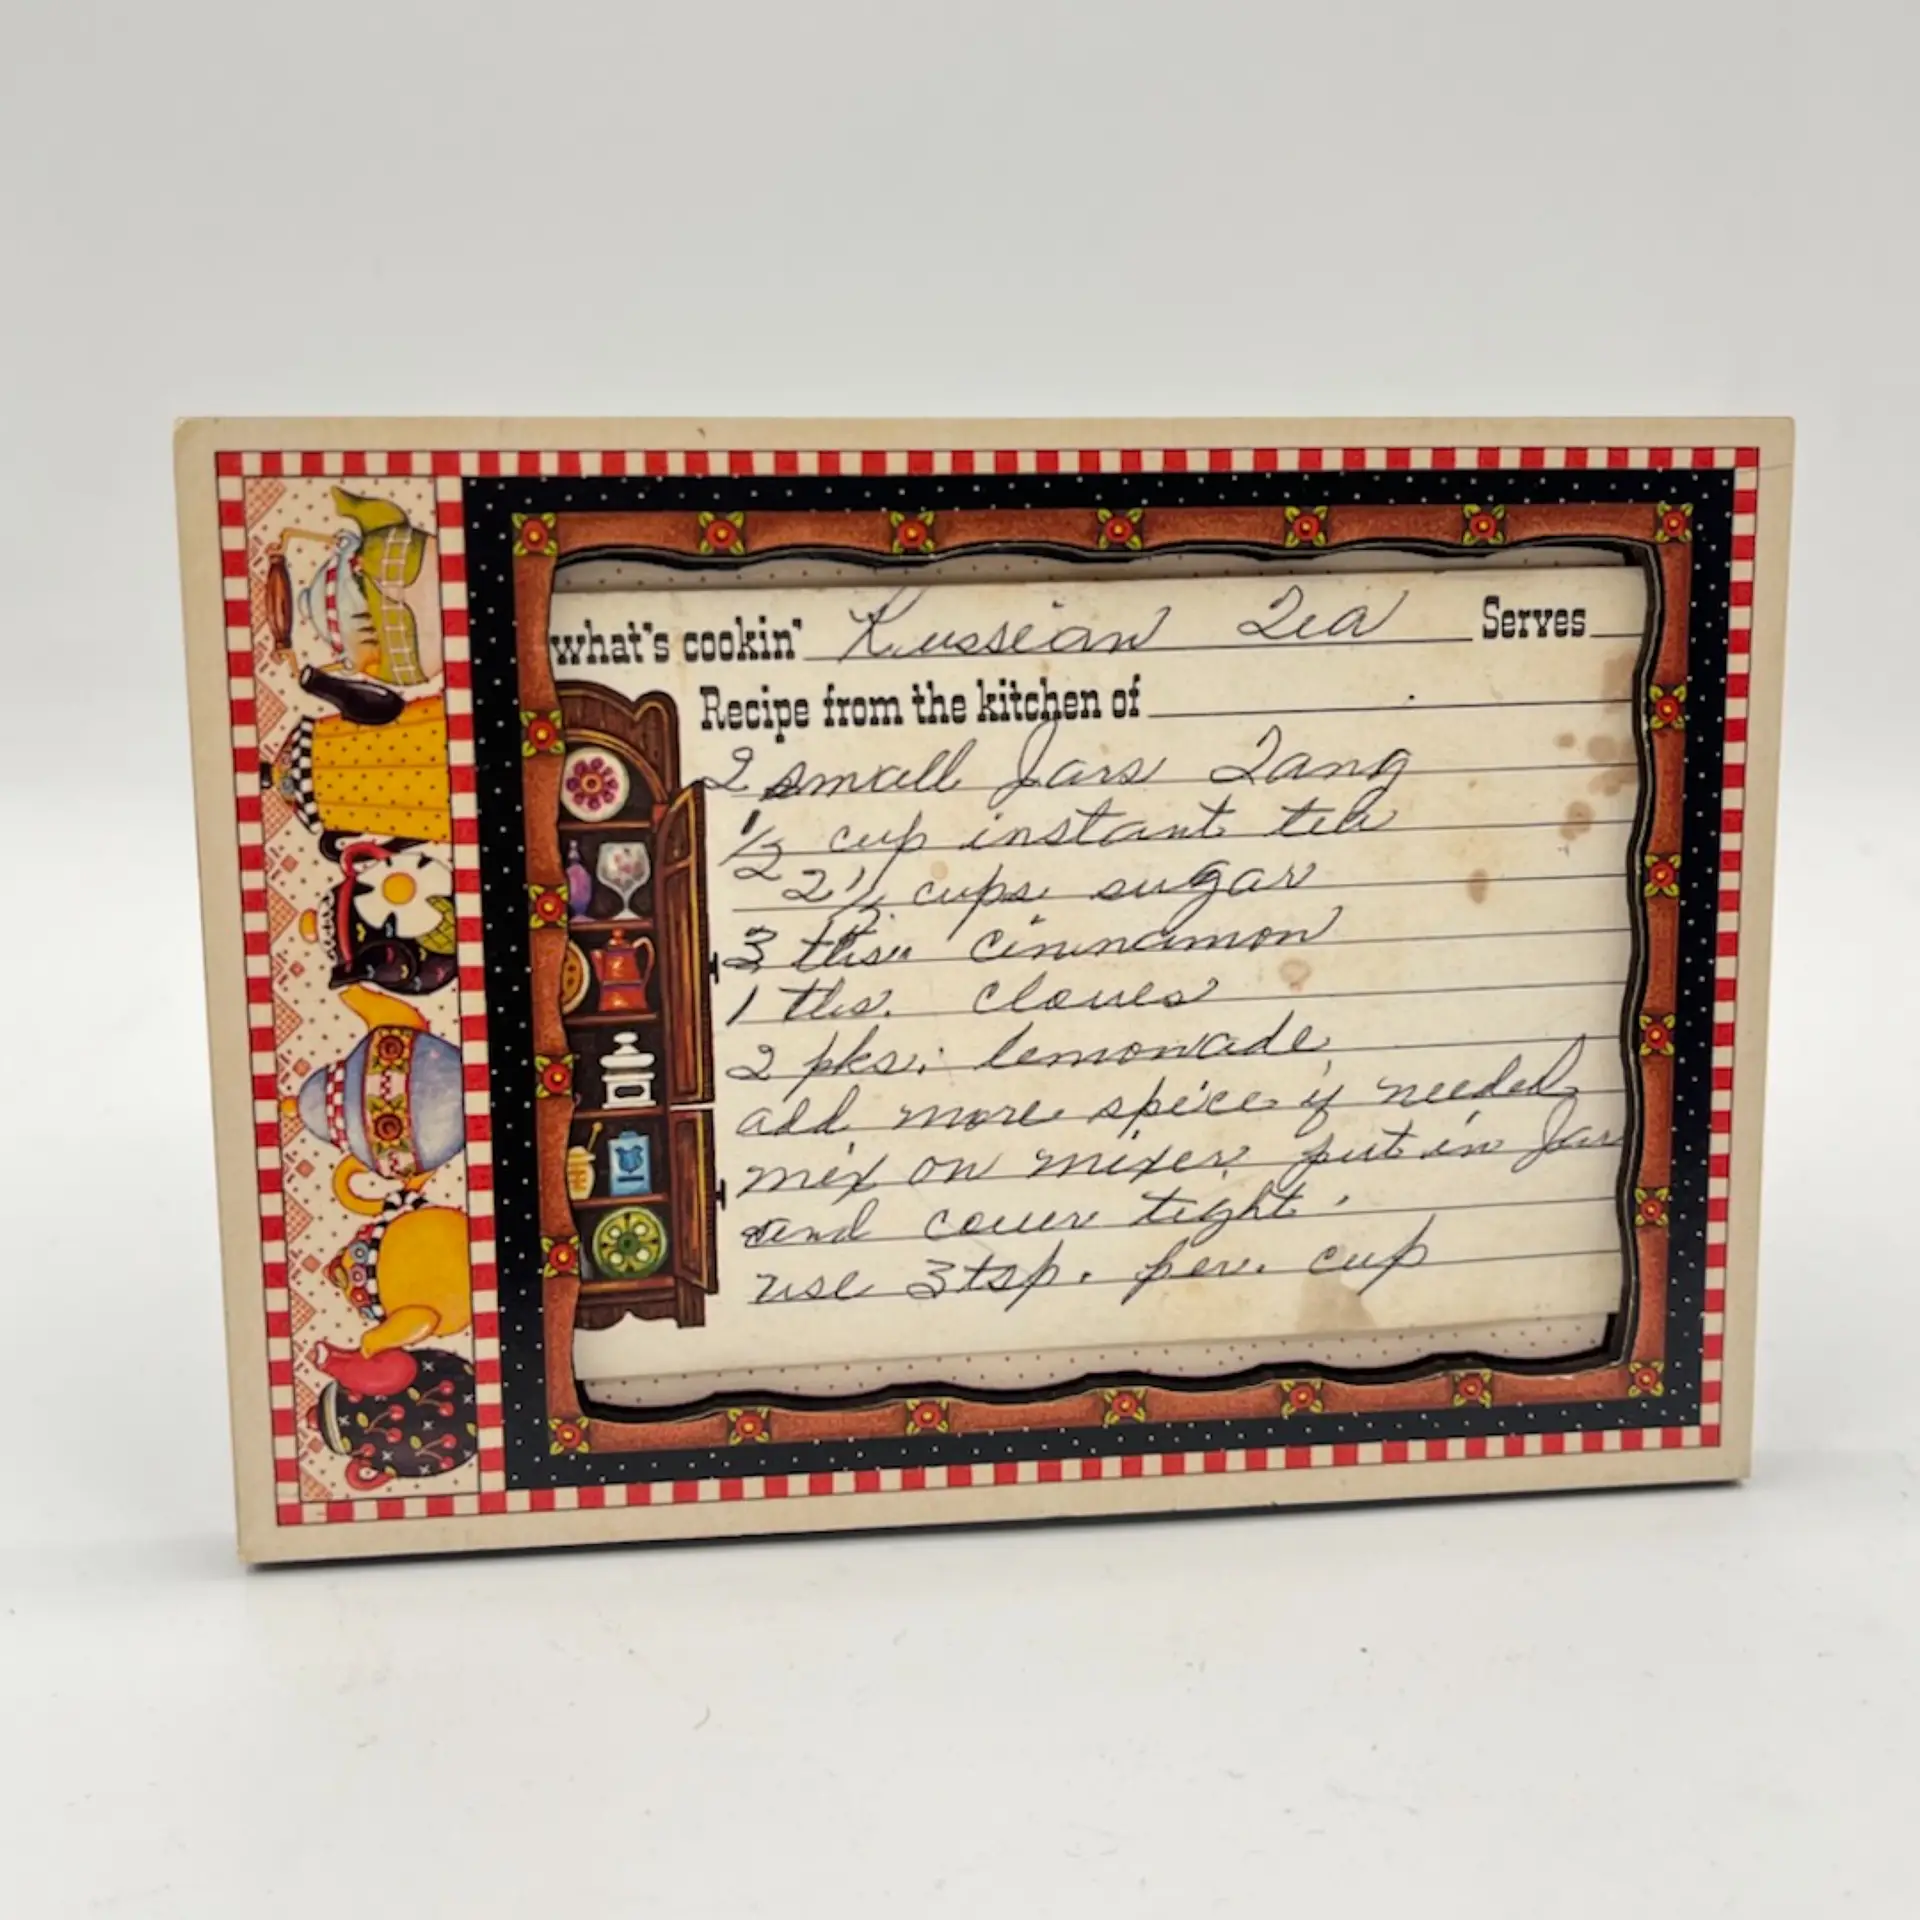 what's cookin' Russian Tea Serves
Recipe from the kitchen of
2 small Jars Tang
1/2 cup instant tea
2 1/2 cups sugar
3 tbs. cinnamon
1 tbs. cloves
2 pks. lemonade
add more spice if needed
mix on mixer put in Jar
and cover tight.
use 3 tsp. per. cup